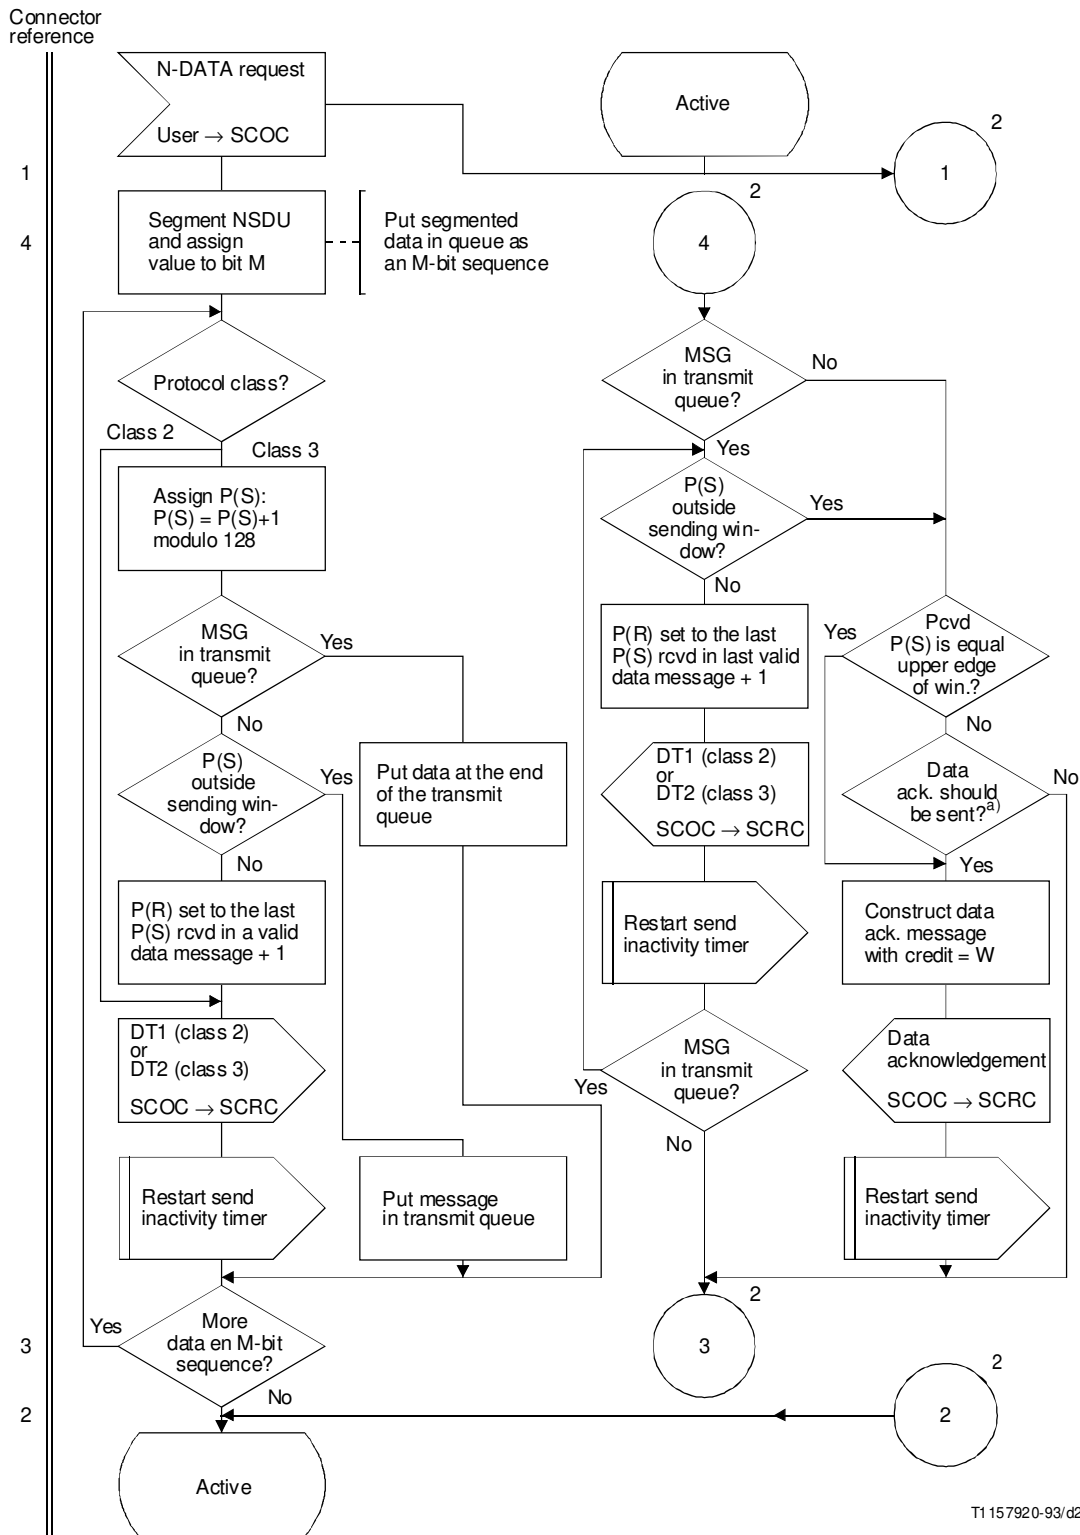 Connector
reference
N-DATA request
User → SCOC
Active
2
1
1
Segment NSDU
and assign
value to bit M
Put segmented
data in queue as
an M-bit sequence
2
4
4
Protocol class?
MSG
in transmit
queue?
No
Class 2
Class 3
Yes
Assign P(S):
P(S) = P(S)+1
modulo 128
P(S)
outside
sending win-
dow?
Yes
No
MSG
in transmit
queue?
Yes
No
P(R) set to the last
P(S) rcvd in last valid
data message + 1
Pcvd
P(S) is equal
upper edge
of win.?
Yes
No
P(S)
outside
sending win-
dow?
Yes
No
Put data at the end
of the transmit
queue
DT1 (class 2)
or
DT2 (class 3)
SCOC → SCRC
Data
ack. should
be sent?a)
No
Yes
P(R) set to the last
P(S) rcvd in a valid
data message + 1
Restart send
inactivity timer
Construct data
ack. message
with credit = W
DT1 (class 2)
or
DT2 (class 3)
SCOC → SCRC
MSG
in transmit
queue?
Yes
No
Data
acknowledgement
SCOC → SCRC
Restart send
inactivity timer
Put message
in transmit queue
Restart send
inactivity timer
More
data en M-bit
sequence?
Yes
No
2
3
3
2
2
2
Active
T1157920-93/d2